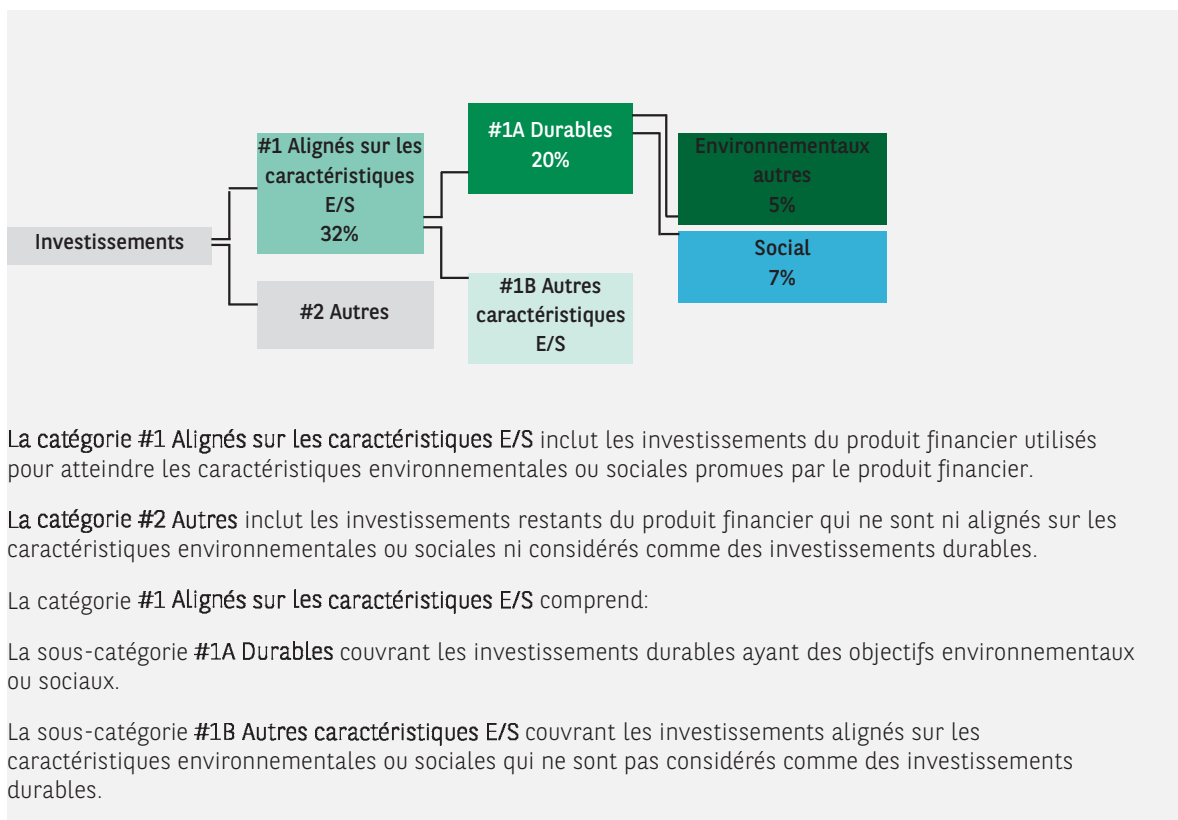 Investissements
#1 Alignés sur les
caractéristiques
E/S
32%
#2 Autres
#1A Durables
20%
#1B Autres
caractéristiques
E/S
Environnementaux
autres
5%
Social
7%
La catégorie #1 Alignés sur les caractéristiques E/S inclut les investissements du produit financier utilisés
pour atteindre les caractéristiques environnementales ou sociales promues par le produit financier.
La catégorie #2 Autres inclut les investissements restants du produit financier qui ne sont ni alignés sur les
caractéristiques environnementales ou sociales ni considérés comme des investissements durables.
La catégorie #1 Alignés sur les caractéristiques E/S comprend:
La sous-catégorie #1A Durables couvrant les investissements durables ayant des objectifs environnementaux
ou sociaux.
La sous-catégorie #1B Autres caractéristiques E/S couvrant les investissements alignés sur les
caractéristiques environnementales ou sociales qui ne sont pas considérés comme des investissements
durables.